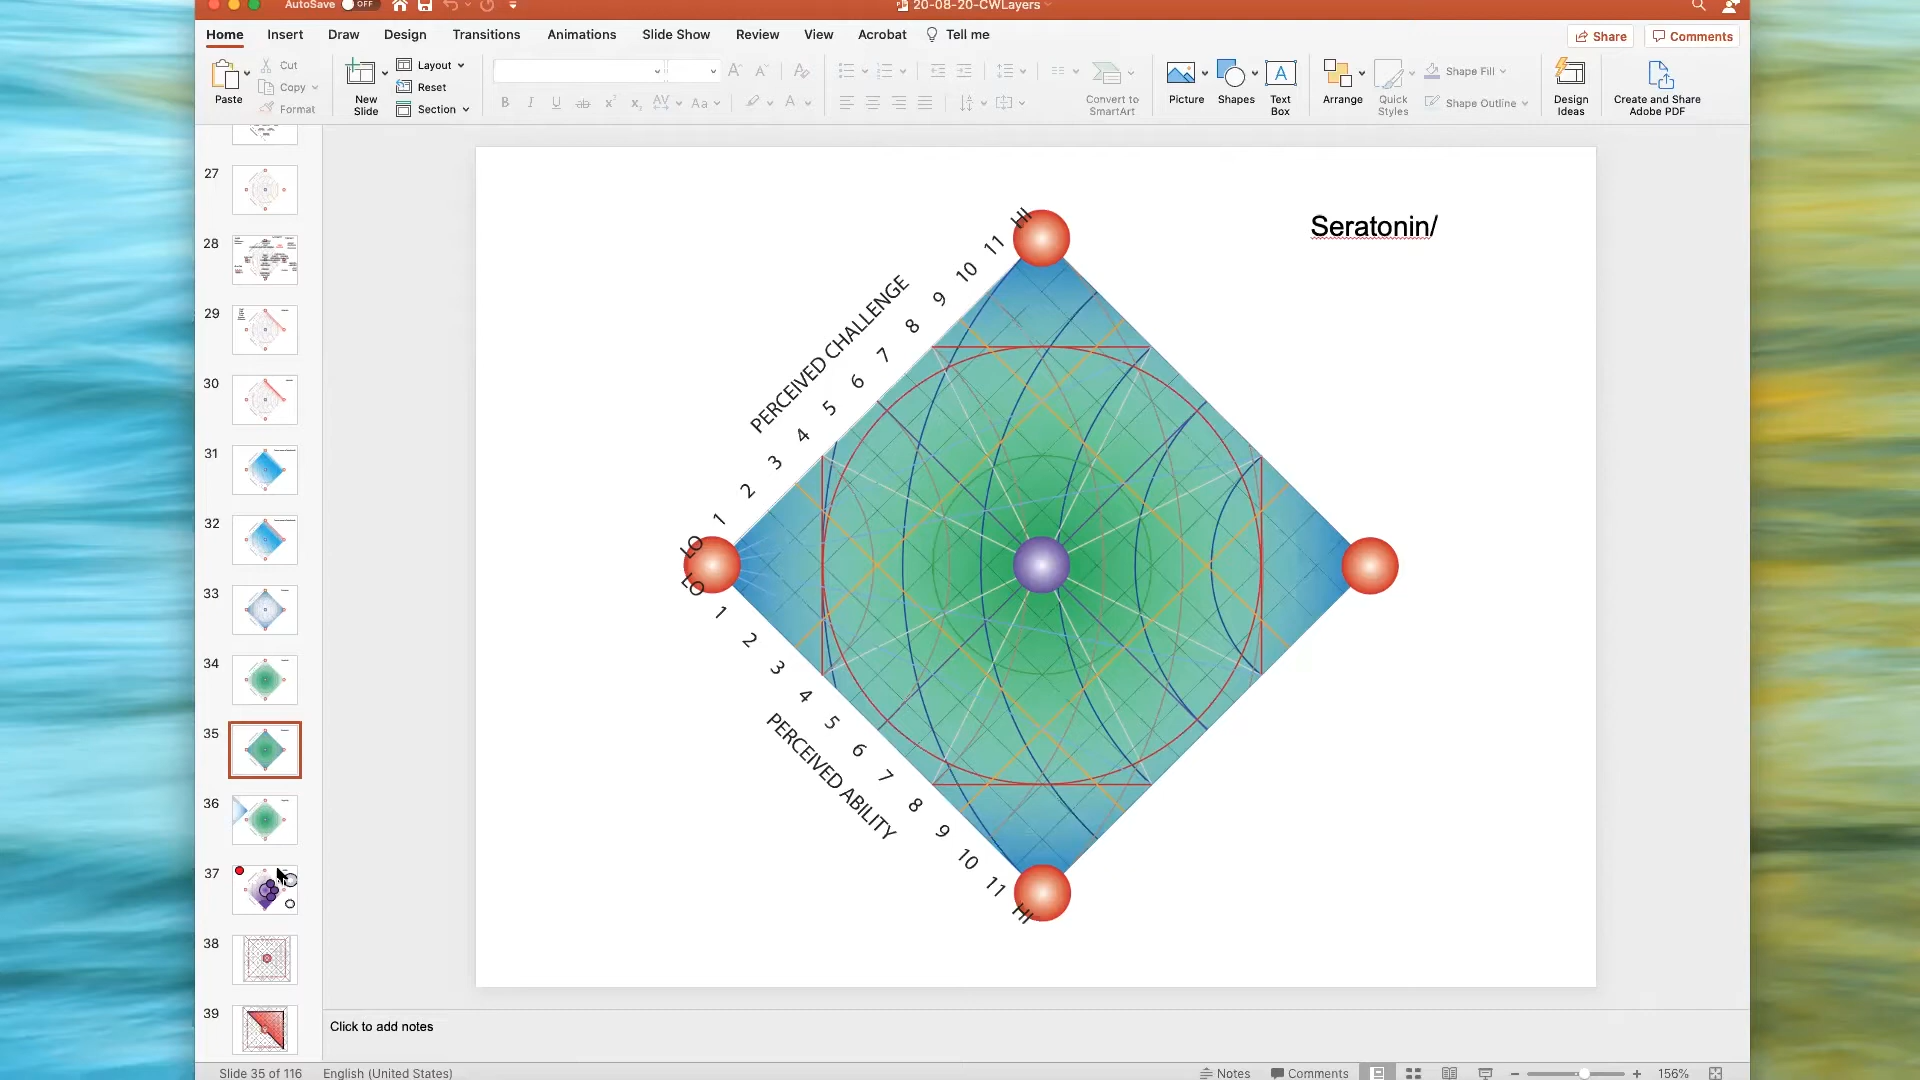 AutoSave OFF
20-08-20-CWLayers
Home Insert Draw Design Transitions Animations Slide Show Review View Acrobat Tell me
Share Comments
Paste
Cut
Copy
Format
New Slide
Layout
Reset
Section
Convert to SmartArt
Picture
Shapes
Text Box
Arrange
Quick Styles
Shape Fill
Shape Outline
Design Ideas
Create and Share Adobe PDF
27
28
29
30
31
32
33
34
35
36
37
38
39
Seratonin/
PERCEIVED CHALLENGE
LO 1 2 3 4 5 6 7 8 9 10 11 HI
LO 1 2 3 4 5 6 7 8 9 10 11 HI
PERCEIVED ABILITY
Click to add notes
Slide 35 of 116 English (United States)
Notes Comments 156%